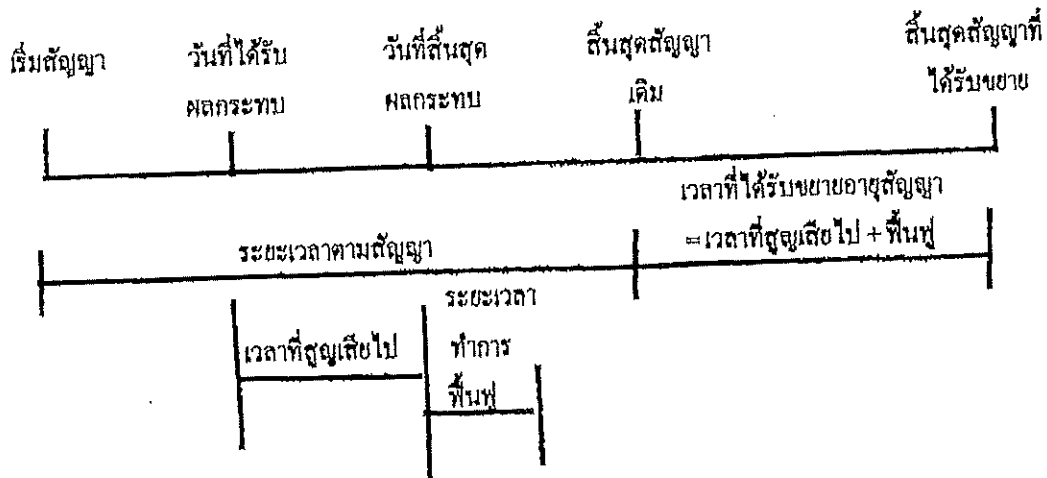 เริ่มสัญญา
วันที่ได้รับ
ผลกระทบ
วันที่สิ้นสุด
ผลกระทบ
สิ้นสุดสัญญา
เดิม
สิ้นสุดสัญญาที่
ได้รับขยาย
เวลาที่ได้รับขยายอายุสัญญา
=เวลาที่สูญเสียไป + ฟื้นฟู
ระยะเวลาตามสัญญา
ระยะเวลา
ทำการ
ฟื้นฟู
เวลาที่สูญเสียไป